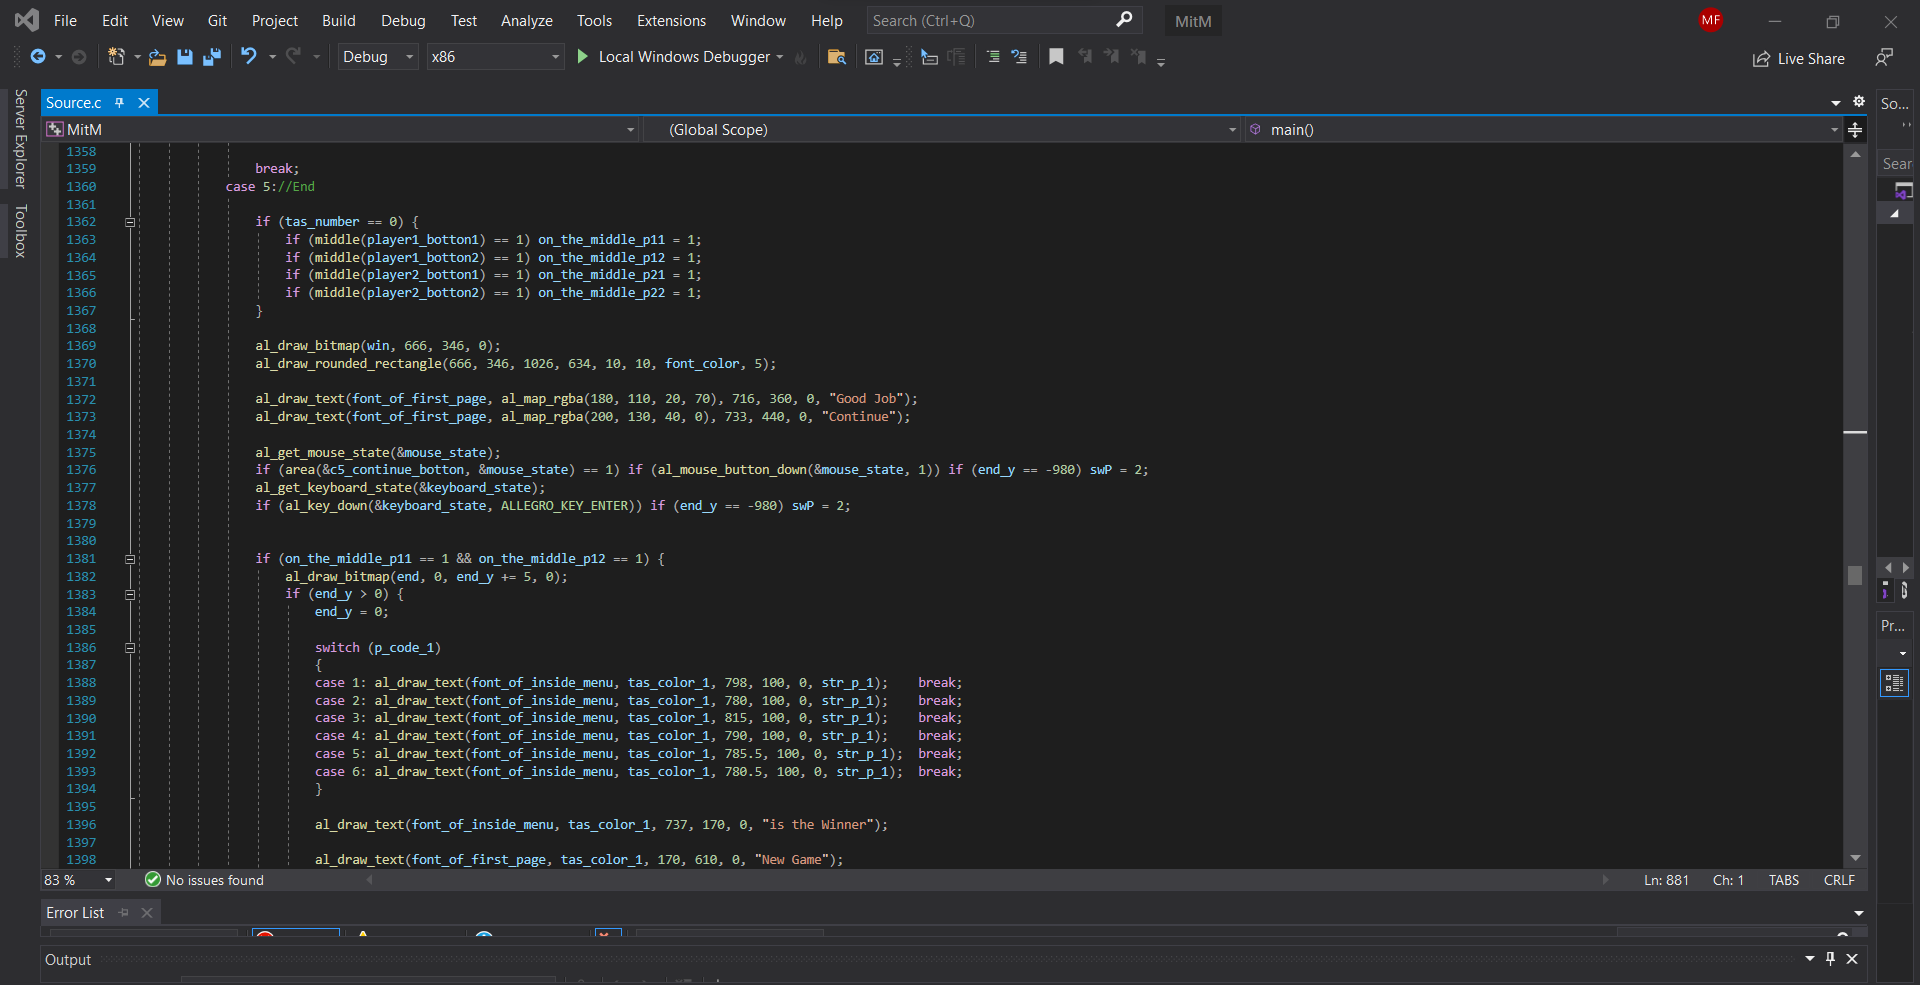 File Edit View Git Project Build Debug Test Analyze Tools Extensions Window Help Search (Ctrl+Q) MitM MF
Debug x86 Local Windows Debugger Live Share
Server Explorer
Toolbox
Source.c So...
MitM (Global Scope) main()
Sear
1358
1359 break;
1360 case 5://End
1361
1362 if (tas_number == 0) {
1363 if (middle(player1_botton1) == 1) on_the_middle_p11 = 1;
1364 if (middle(player1_botton2) == 1) on_the_middle_p12 = 1;
1365 if (middle(player2_botton1) == 1) on_the_middle_p21 = 1;
1366 if (middle(player2_botton2) == 1) on_the_middle_p22 = 1;
1367 }
1368
1369 al_draw_bitmap(win, 666, 346, 0);
1370 al_draw_rounded_rectangle(666, 346, 1026, 634, 10, 10, font_color, 5);
1371
1372 al_draw_text(font_of_first_page, al_map_rgba(180, 110, 20, 70), 716, 360, 0, "Good Job");
1373 al_draw_text(font_of_first_page, al_map_rgba(200, 130, 40, 0), 733, 440, 0, "Continue");
1374
1375 al_get_mouse_state(&mouse_state);
1376 if (area(&c5_continue_botton, &mouse_state) == 1) if (al_mouse_button_down(&mouse_state, 1)) if (end_y == -980) swP = 2;
1377 al_get_keyboard_state(&keyboard_state);
1378 if (al_key_down(&keyboard_state, ALLEGRO_KEY_ENTER)) if (end_y == -980) swP = 2;
1379
1380
1381 if (on_the_middle_p11 == 1 && on_the_middle_p12 == 1) {
1382 al_draw_bitmap(end, 0, end_y += 5, 0);
1383 if (end_y > 0) {
1384 end_y = 0;
1385
1386 switch (p_code_1)
1387 {
1388 case 1: al_draw_text(font_of_inside_menu, tas_color_1, 798, 100, 0, str_p_1); break;
1389 case 2: al_draw_text(font_of_inside_menu, tas_color_1, 780, 100, 0, str_p_1); break;
1390 case 3: al_draw_text(font_of_inside_menu, tas_color_1, 815, 100, 0, str_p_1); break;
1391 case 4: al_draw_text(font_of_inside_menu, tas_color_1, 790, 100, 0, str_p_1); break;
1392 case 5: al_draw_text(font_of_inside_menu, tas_color_1, 785.5, 100, 0, str_p_1); break;
1393 case 6: al_draw_text(font_of_inside_menu, tas_color_1, 780.5, 100, 0, str_p_1); break;
1394 }
1395
1396 al_draw_text(font_of_inside_menu, tas_color_1, 737, 170, 0, "is the Winner");
1397
1398 al_draw_text(font_of_first_page, tas_color_1, 170, 610, 0, "New Game");
Pr...
83 % No issues found Ln: 881 Ch: 1 TABS CRLF
Error List
Output